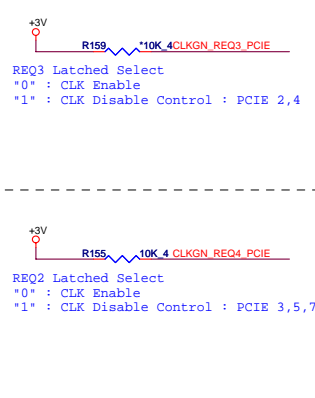 +3V
R159 *10K_4 CLKGN_REQ3_PCIE
REQ3 Latched Select
"0" : CLK Enable
"1" : CLK Disable Control : PCIE 2,4
+3V
R155 10K_4 CLKGN_REQ4_PCIE
REQ2 Latched Select
"0" : CLK Enable
"1" : CLK Disable Control : PCIE 3,5,7